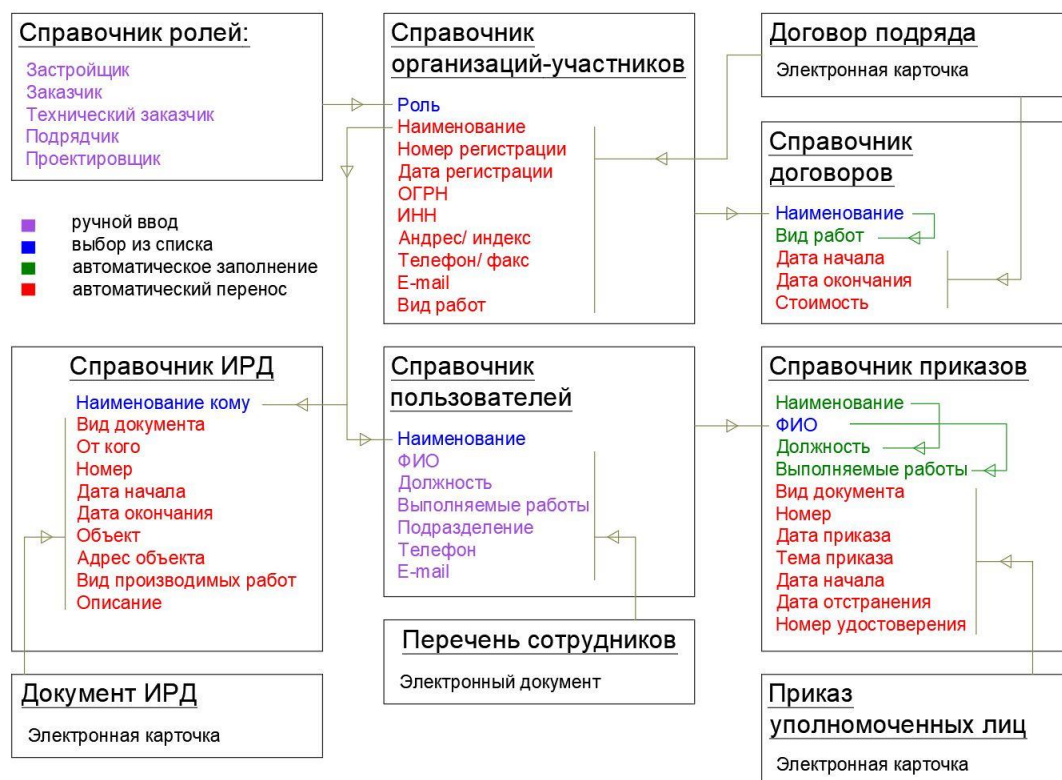 Справочник ролей:
Застройщик
Заказчик
Технический заказчик
Подрядчик
Проектировщик
ручной ввод
выбор из списка
автоматическое заполнение
автоматический перенос
Справочник
организаций-участников
Роль
Наименование
Номер регистрации
Дата регистрации
ОГРН
ИНН
Андрес/ индекс
Телефон/ факс
E-mail
Вид работ
Договор подряда
Электронная карточка
Справочник
договоров
Наименование
Вид работ
Дата начала
Дата окончания
Стоимость
Справочник ИРД
Наименование кому
Вид документа
От кого
Номер
Дата начала
Дата окончания
Объект
Адрес объекта
Вид производимых работ
Описание
Документ ИРД
Электронная карточка
Справочник
пользователей
Наименование
ФИО
Должность
Выполняемые работы
Подразделение
Телефон
E-mail
Перечень сотрудников
Электронный документ
Справочник приказов
Наименование
ФИО
Должность
Выполняемые работы
Вид документа
Номер
Дата приказа
Тема приказа
Дата начала
Дата отстранения
Номер удостоверения
Приказ
уполномоченных лиц
Электронная карточка